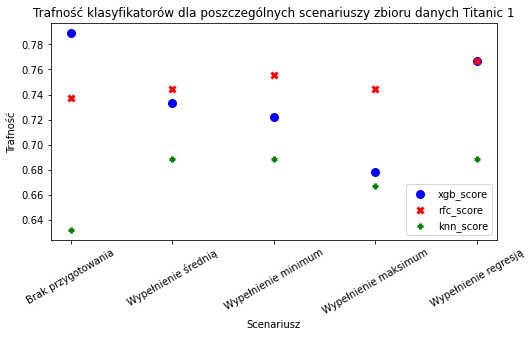 Trafność klasyfikatorów dla poszczególnych scenariuszy zbioru danych Titanic 1
Trafność
0.78
0.76
0.74
0.72
0.70
0.68
0.66
0.64
xgb_score
rfc_score
knn_score
Brak przygotowania
Wypełnienie średnią
Wypełnienie minimum
Wypełnienie maksimum
Wypełnienie regresją
Scenariusz